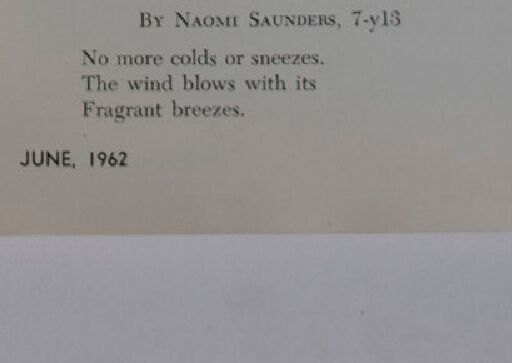 By Naomi Saunders, 7-y13
No more colds or sneezes.
The wind blows with its
Fragrant breezes.
JUNE, 1962